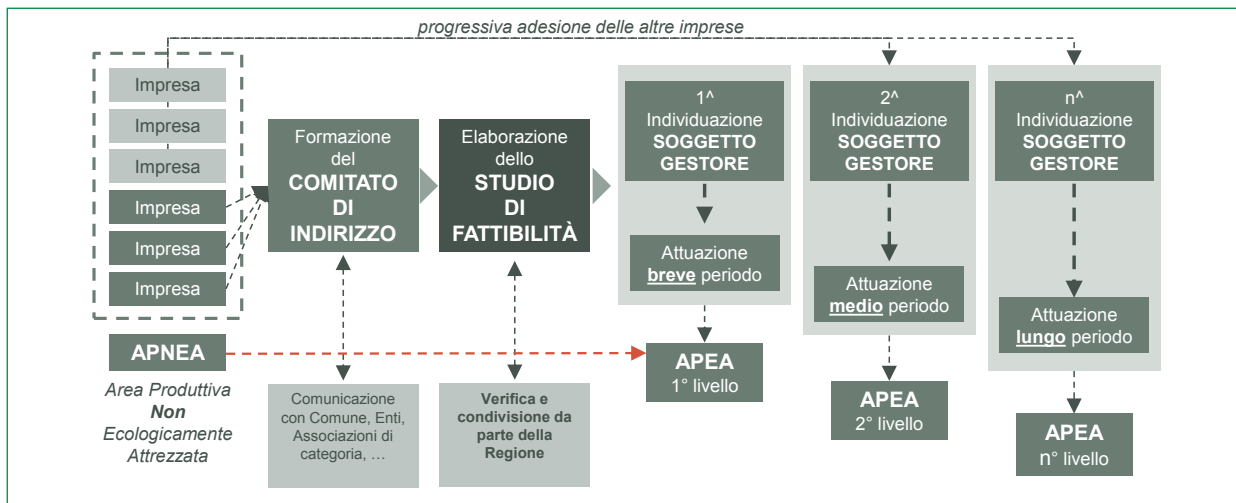 progressiva adesione delle altre imprese
Impresa
Impresa
Impresa
Impresa
Impresa
Impresa
APNEA
Area Produttiva
Non
Ecologicamente
Attrezzata
Formazione
del
COMITATO
DI
INDIRIZZO
Comunicazione
con Comune, Enti,
Associazioni di
categoria, …
Elaborazione
dello
STUDIO
DI
FATTIBILITÀ
Verifica e
condivisione da
parte della
Regione
1^
Individuazione
SOGGETTO
GESTORE
Attuazione
breve periodo
APEA
1° livello
2^
Individuazione
SOGGETTO
GESTORE
Attuazione
medio periodo
APEA
2° livello
n^
Individuazione
SOGGETTO
GESTORE
Attuazione
lungo periodo
APEA
n° livello